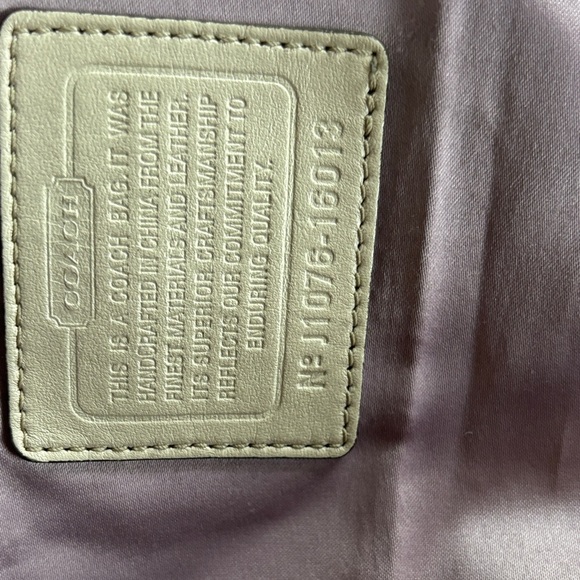 COACH
THIS IS A COACH BAG. IT WAS
HANDCRAFTED IN CHINA FROM THE
FINEST MATERIALS AND LEATHER.
ITS SUPERIOR CRAFTSMANSHIP
REFLECTS OUR COMMITMENT TO
ENDURING QUALITY.
Nº J1076-16013